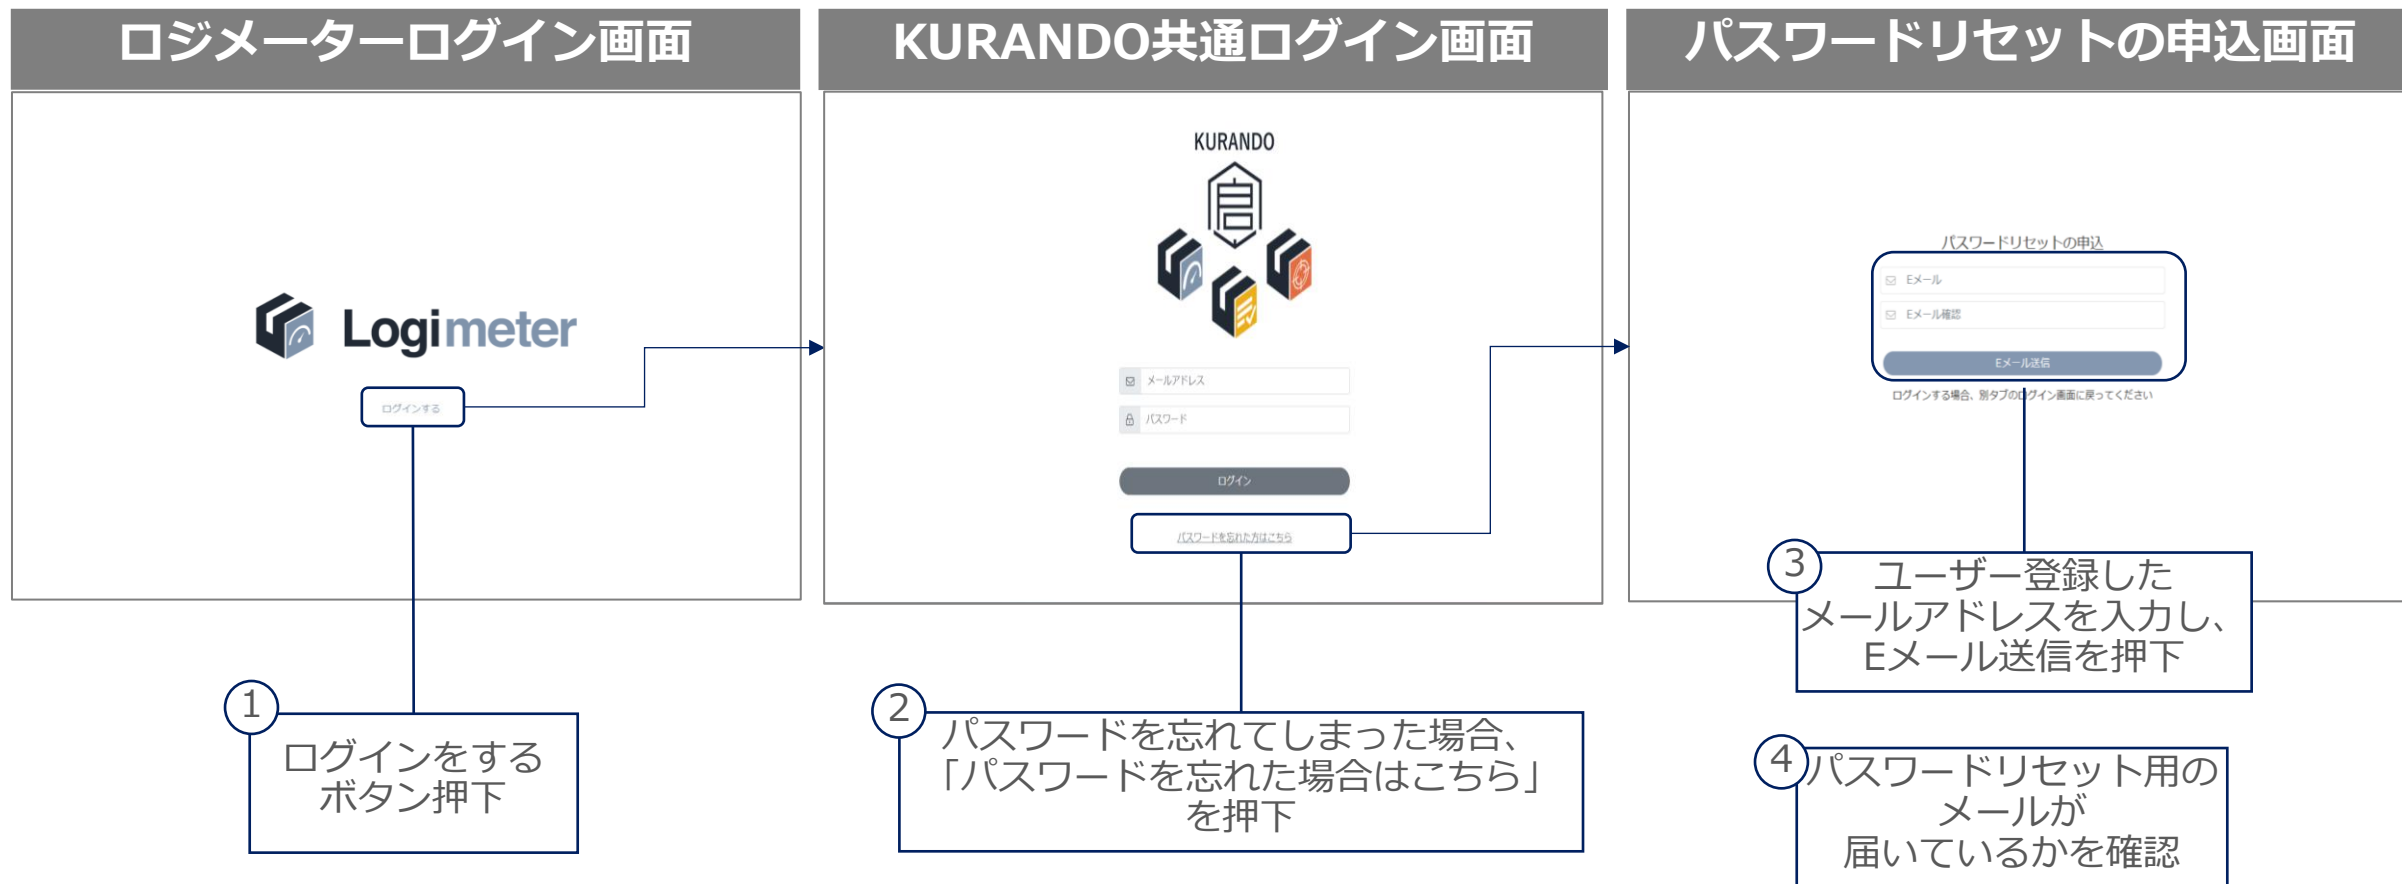 ロジメーターログイン画面
KURANDO共通ログイン画面
パスワードリセットの申込画面
Logimeter
ログインする
1
ログインをする
ボタン押下
KURANDO
メールアドレス
パスワード
ログイン
パスワードを忘れた方はこちら
2
パスワードを忘れてしまった場合、
「パスワードを忘れた場合はこちら」
を押下
パスワードリセットの申込
Eメール
Eメール確認
Eメール送信
ログインする場合、別タブのログイン画面に戻ってください
3
ユーザー登録した
メールアドレスを入力し、
Eメール送信を押下
4
パスワードリセット用の
メールが
届いているかを確認